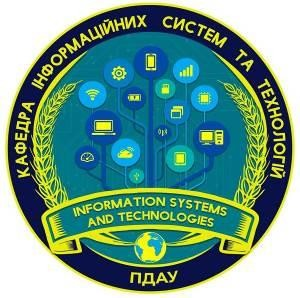 КАФЕДРА ІНФОРМАЦІЙНИХ СИСТЕМ ТА ТЕХНОЛОГІЙ
INFORMATION SYSTEMS
AND TECHNOLOGIES
ПДАУ